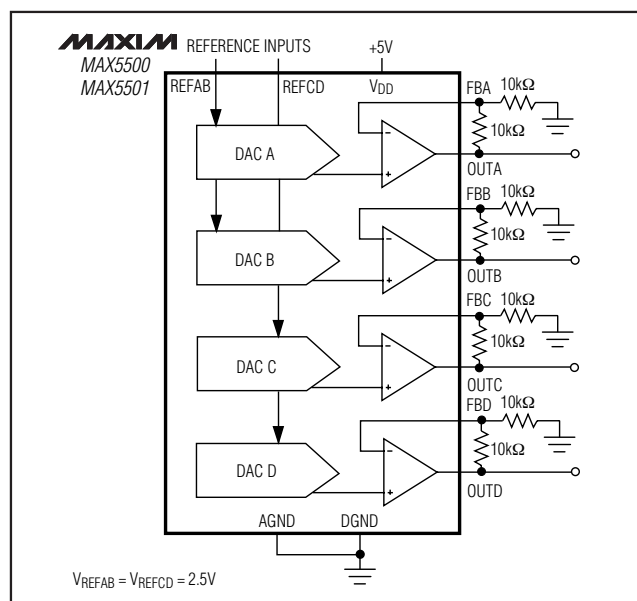 MAXIM
MAX5500
MAX5501
REFERENCE INPUTS
+5V
REFAB
REFCD
VDD
FBA
10kΩ
10kΩ
DAC A
-
+
OUTA
FBB
10kΩ
10kΩ
DAC B
-
+
OUTB
FBC
10kΩ
10kΩ
DAC C
-
+
OUTC
FBD
10kΩ
10kΩ
DAC D
-
+
OUTD
AGND
DGND
VREFAB = VREFCD = 2.5V